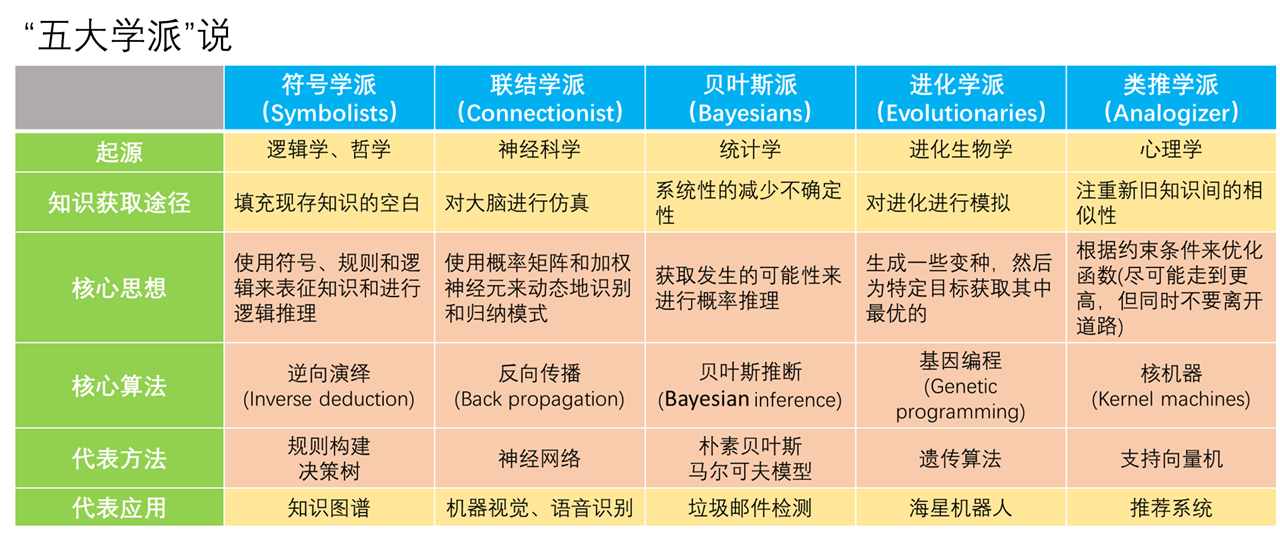 “五大学派”说
符号学派
（Symbolists）
联结学派
（Connectionist）
贝叶斯派
（Bayesians）
进化学派
（Evolutionaries）
类推学派
（Analogizer）
起源
逻辑学、哲学
神经科学
统计学
进化生物学
心理学
知识获取途径
填充现存知识的空白
对大脑进行仿真
系统性的减少不确定
性
对进化进行模拟
注重新旧知识间的相
似性
核心思想
使用符号、规则和逻
辑来表征知识和进行
逻辑推理
使用概率矩阵和加权
神经元来动态地识别
和归纳模式
获取发生的可能性来
进行概率推理
生成一些变种，然后
为特定目标获取其中
最优的
根据约束条件来优化
函数(尽可能走到更
高，但同时不要离开
道路)
核心算法
逆向演绎
(Inverse deduction)
反向传播
(Back propagation)
贝叶斯推断
(Bayesian inference)
基因编程
(Genetic
programming)
核机器
(Kernel machines)
代表方法
规则构建
决策树
神经网络
朴素贝叶斯
马尔可夫模型
遗传算法
支持向量机
代表应用
知识图谱
机器视觉、语音识别
垃圾邮件检测
海星机器人
推荐系统